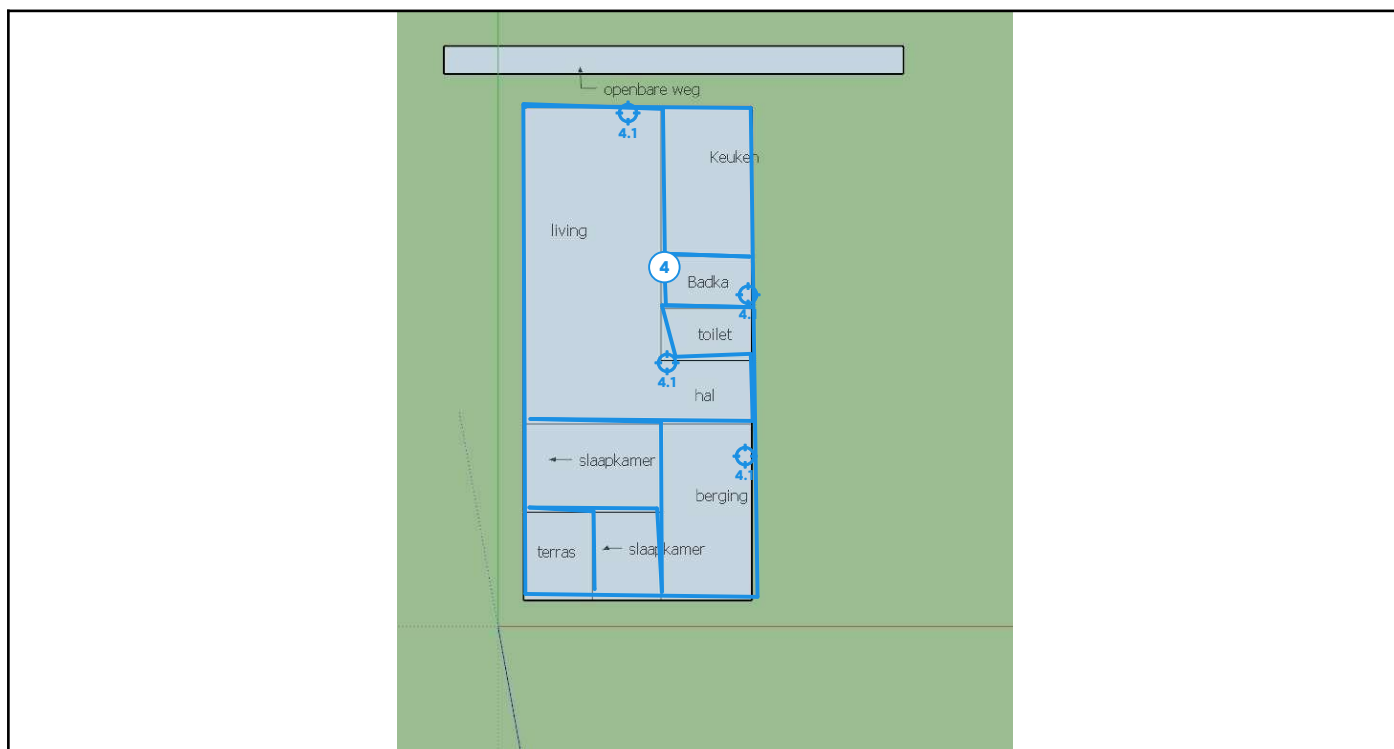 openbare weg
4.1
Keuken
living
4
Badka
4.1
toilet
4.1
hal
slaapkamer
4.1
berging
terras
slaapkamer